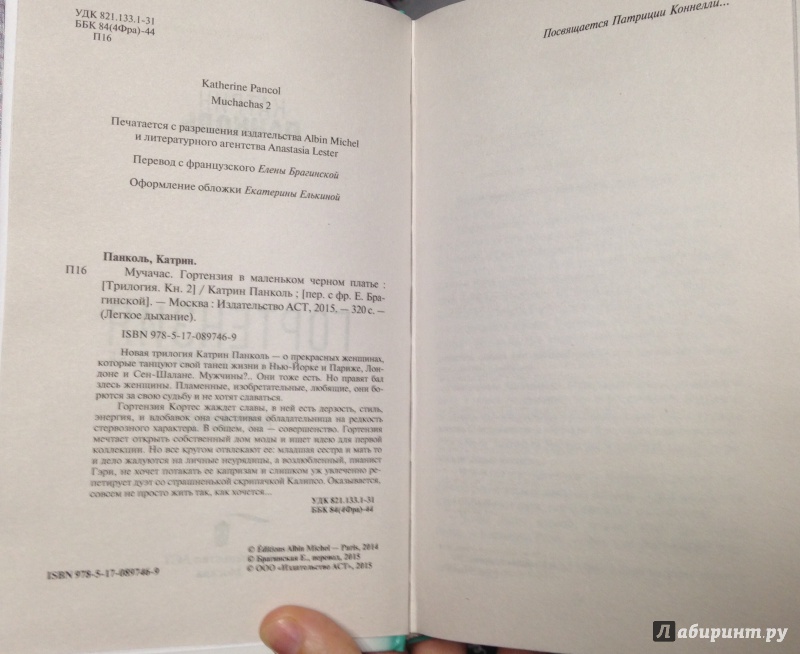 УДК 821.133.1-31
ББК 84(4Фра)-44
П16
Katherine Pancol
Muchachas 2
Печатается с разрешения издательства Albin Michel
и литературного агентства Anastasia Lester
Перевод с французского Елены Брагинской
Оформление обложки Екатерины Елькиной
Панколь, Катрин.
П16 Мучачас. Гортензия в маленьком черном платье :
[Трилогия. Кн. 2] / Катрин Панколь ; [пер. с фр. Е. Бра-
гинской]. — Москва : Издательство АСТ, 2015. — 320 с. —
(Легкое дыхание).
ISBN 978-5-17-089746-9
Новая трилогия Катрин Панколь — о прекрасных женщинах,
которые танцуют свой танец жизни в Нью-Йорке и Париже, Лон-
доне и Сен-Шалане. Мужчины?.. Они тоже есть. Но правят бал
здесь женщины. Пламенные, изобретательные, любящие, они бо-
рются за свою судьбу и не хотят сдаваться.
Гортензия Кортес жаждет славы, в ней есть дерзость, стиль,
энергия, и вдобавок она счастливая обладательница на редкость
стервозного характера. В общем, она — совершенство. Гортензия
мечтает открыть собственный дом моды и ищет идею для первой
коллекции. Но все кругом отвлекают ее: младшая сестра и мать то
и дело жалуются на личные неурядицы, а возлюбленный, пианист
Гэри, не хочет потакать ее капризам и слишком уж увлеченно ре-
петирует дуэт со страшненькой скрипачкой Калипсо. Оказывается,
совсем не просто жить так, как хочется...
УДК 821.133.1-31
ББК 84(4Фра)-44
© Éditions Albin Michel — Paris, 2014
© Брагинская Е., перевод, 2015
© ООО «Издательство АСТ», 2015
ISBN 978-5-17-089746-9
Посвящается Патриции Коннелли...
Лабиринт.ру